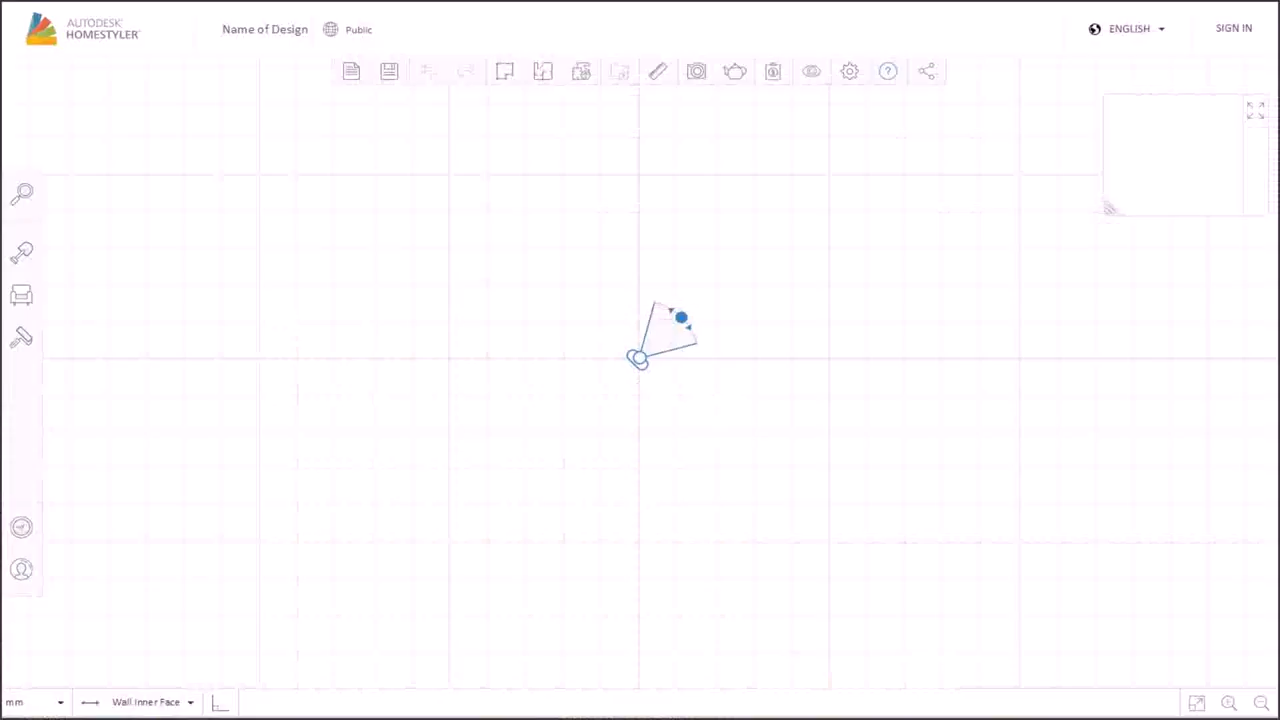 AUTODESK
HOMESTYLER
Name of Design
Public
ENGLISH
SIGN IN
mm
Wall Inner Face